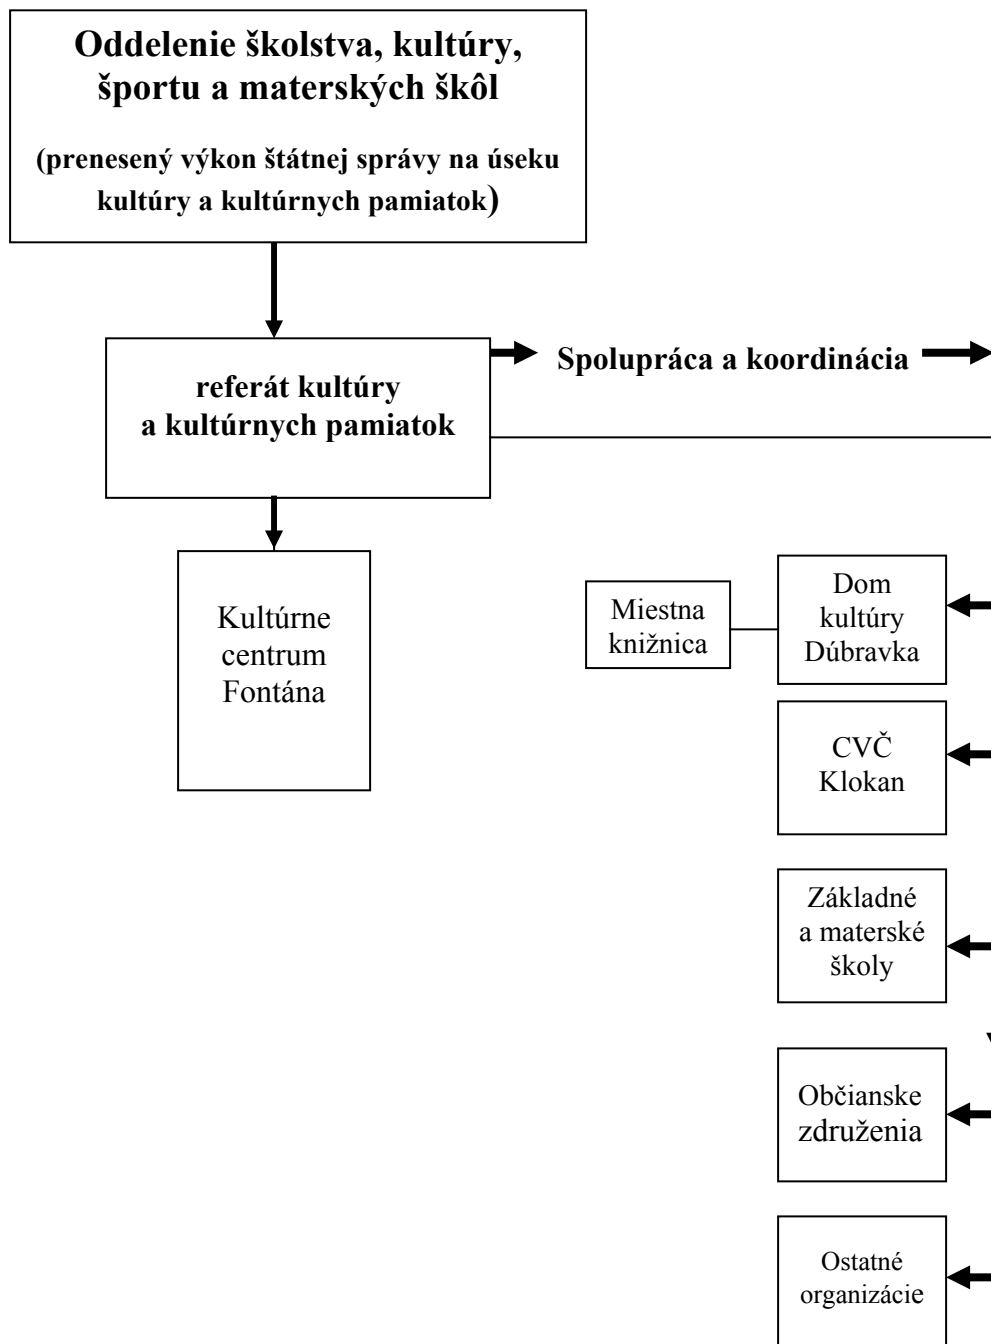 Oddelenie školstva, kultúry,
športu a materských škôl
(prenesený výkon štátnej správy na úseku
kultúry a kultúrnych pamiatok)
referát kultúry
a kultúrnych pamiatok
Spolupráca a koordinácia
Kultúrne
centrum
Fontána
Miestna
knižnica
Dom
kultúry
Dúbravka
CVČ
Klokan
Základné
a materské
školy
Občianske
združenia
Ostatné
organizácie